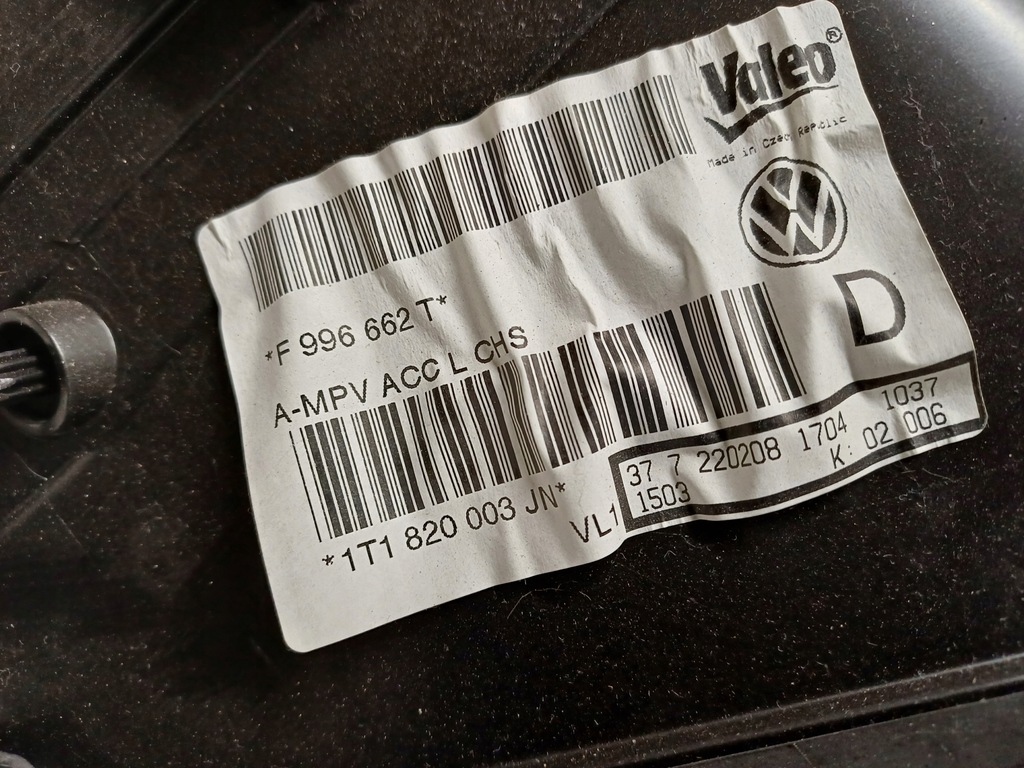 Valeo®
Made in Czech Republic
*F 996 662 T*
A-MPV ACC L CHS
D
*1T1 820 003 JN*
VL1
37 7 220208 1704 1037
1503 K: 02 006